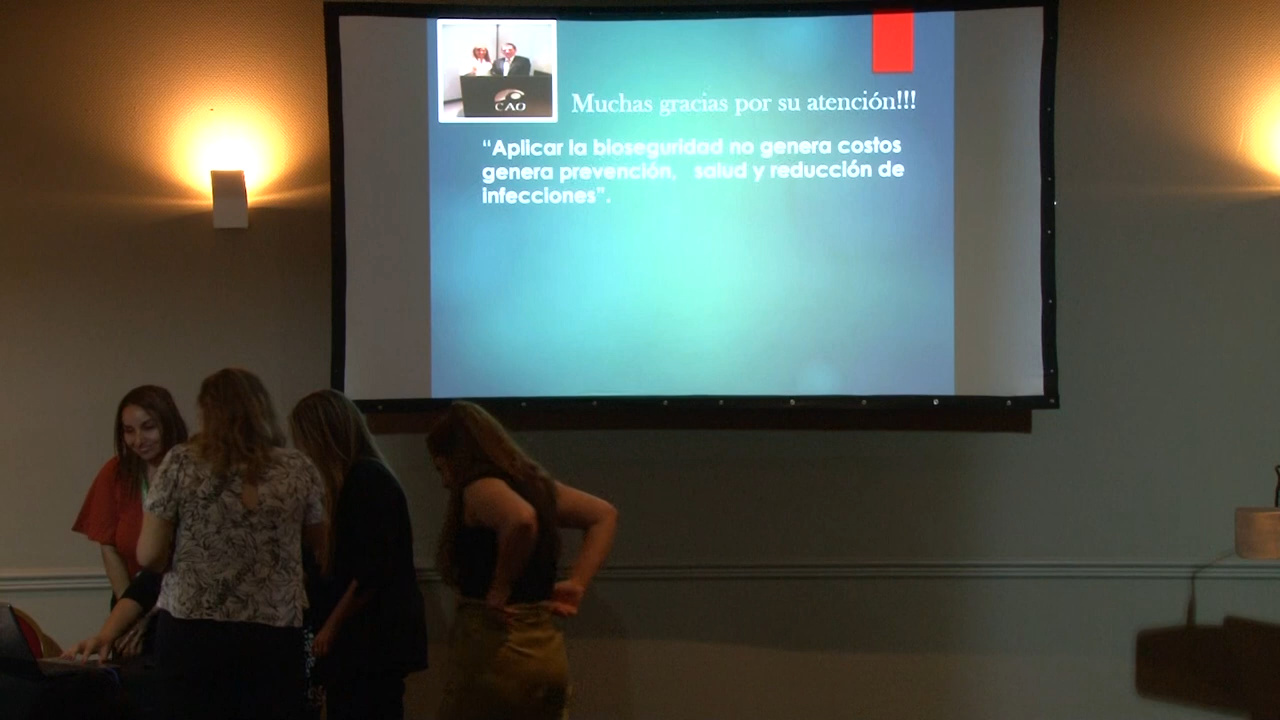 CAO
Muchas gracias por su atención!!!
"Aplicar la bioseguridad no genera costos
genera prevención,   salud y reducción de
infecciones".